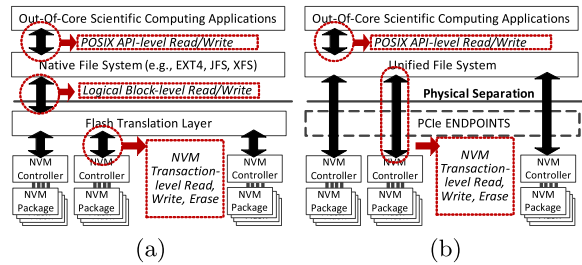 Out-Of-Core Scientific Computing Applications
POSIX API-level Read/Write
Native File System (e.g., EXT4, JFS, XFS)
Logical Block-level Read/Write
Flash Translation Layer
NVM
Controller
NVM
Package
NVM
Controller
NVM
Package
NVM
Transaction-
level Read,
Write, Erase
NVM
Controller
NVM
Package
(a)
Out-Of-Core Scientific Computing Applications
POSIX API-level Read/Write
Unified File System
Physical Separation
PCIe ENDPOINTS
NVM
Controller
NVM
Package
NVM
Controller
NVM
Package
NVM
Transaction-
level Read,
Write, Erase
NVM
Controller
NVM
Package
(b)